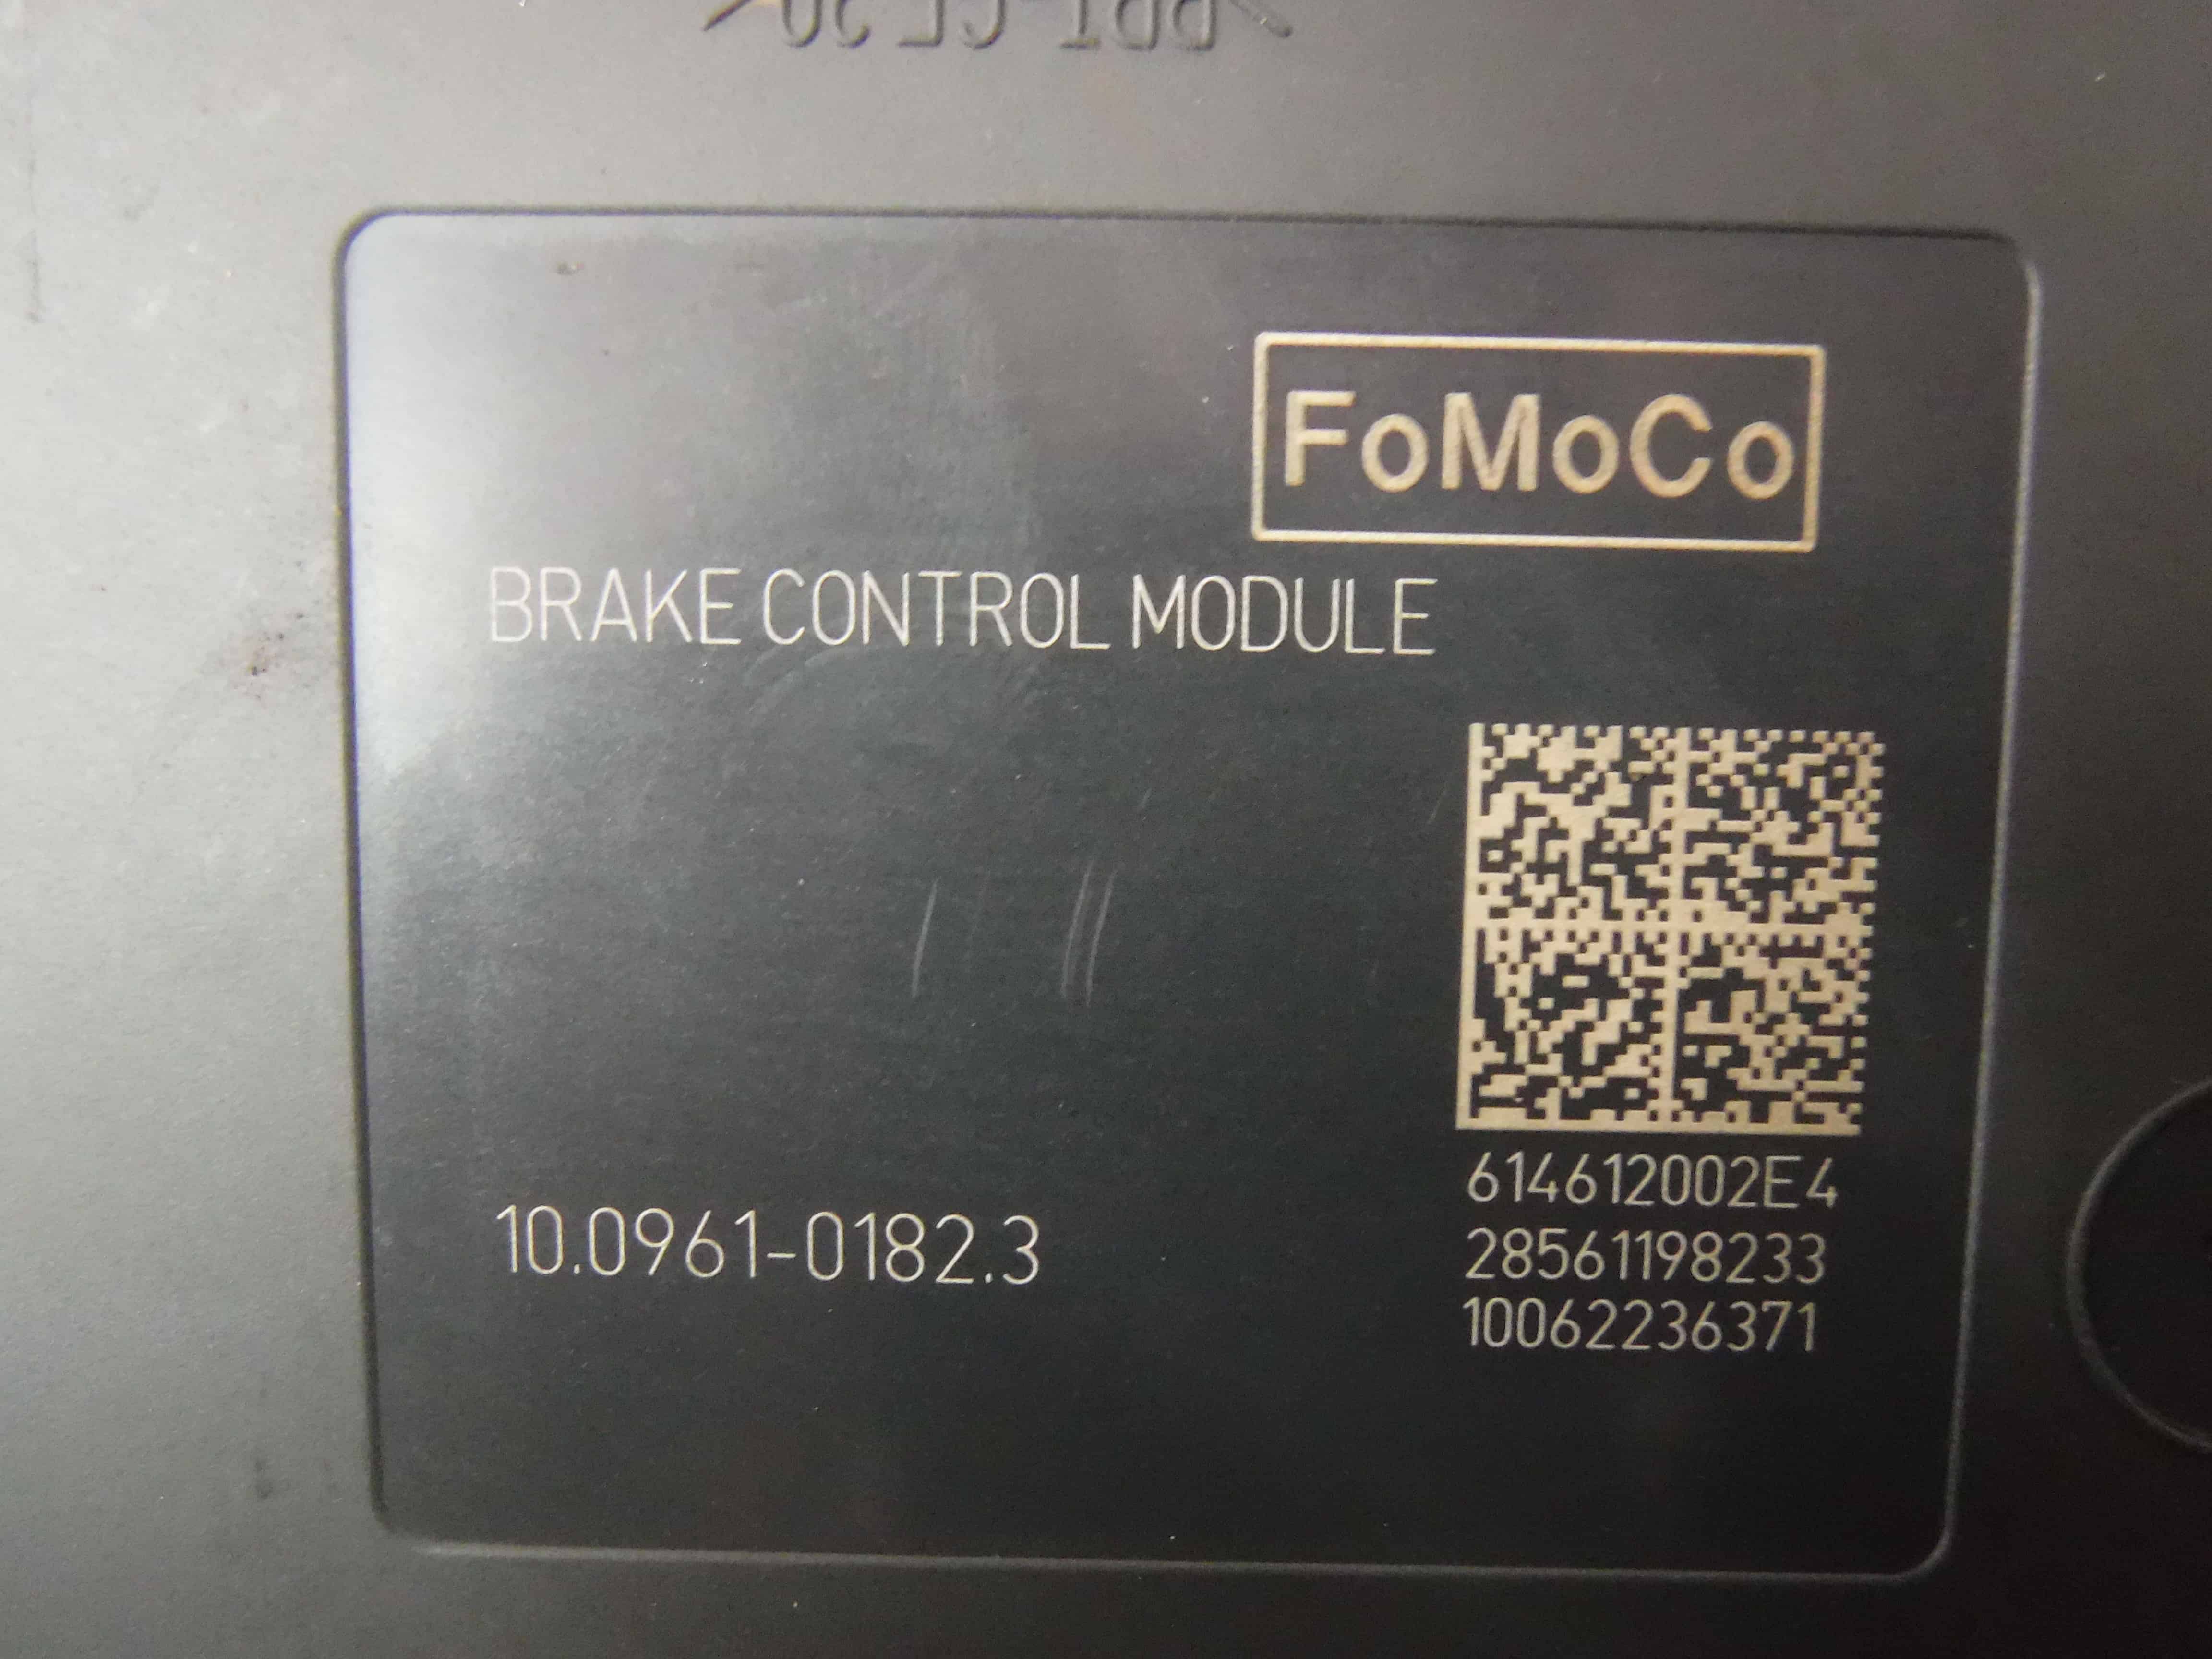 FoMoCo
BRAKE CONTROL MODULE
614612002E4
10.0961-0182.3
28561198233
10062236371